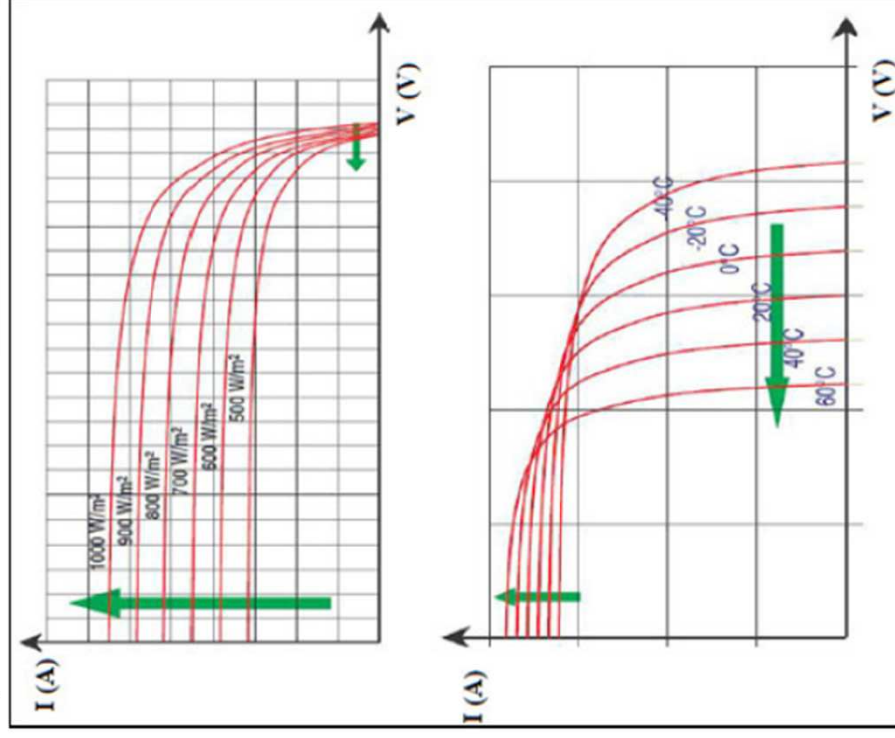 I (A)
1000 W/m²
900 W/m²
800 W/m²
700 W/m²
600 W/m²
500 W/m²
V (V)
I (A)
-40°C
-20°C
0°C
20°C
40°C
60°C
V (V)